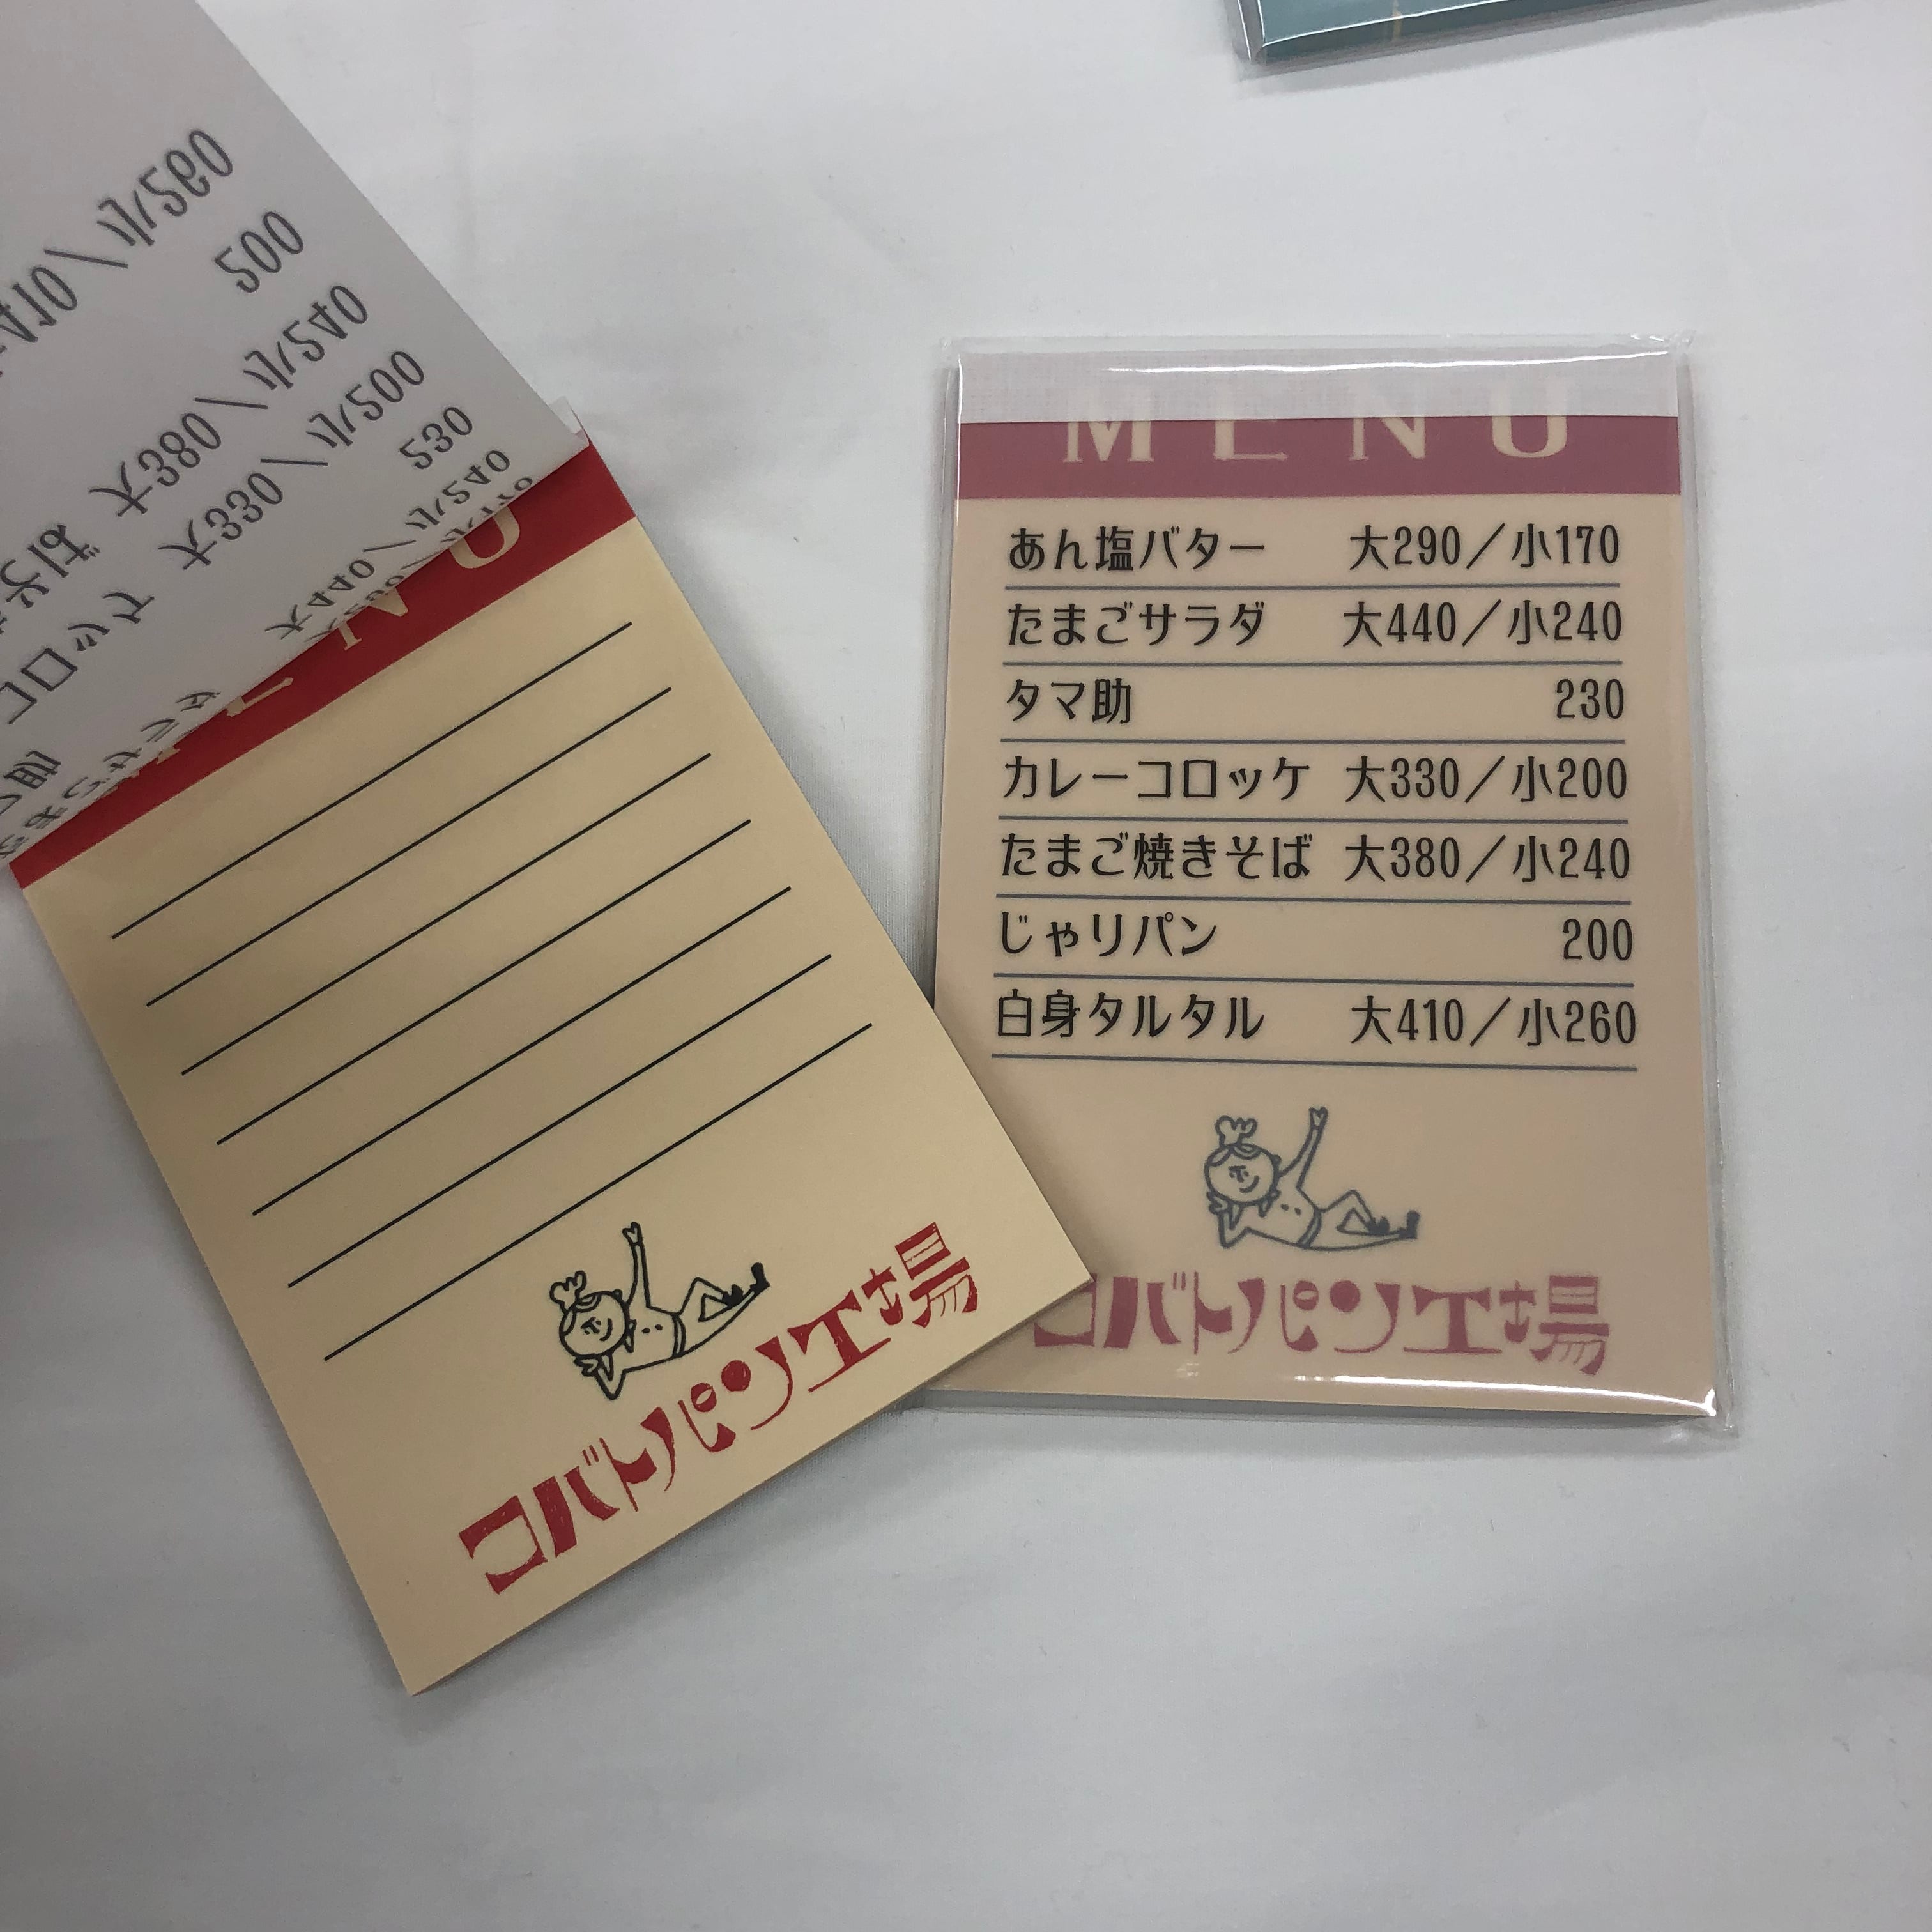 MENU
あん塩バター 大290／小170
たまごサラダ 大440／小240
タマ助 230
カレーコロッケ 大330／小200
たまご焼きそば 大380／小240
じゃりパン 200
白身タルタル 大410／小260
コバトパン工場
コバトパン工場